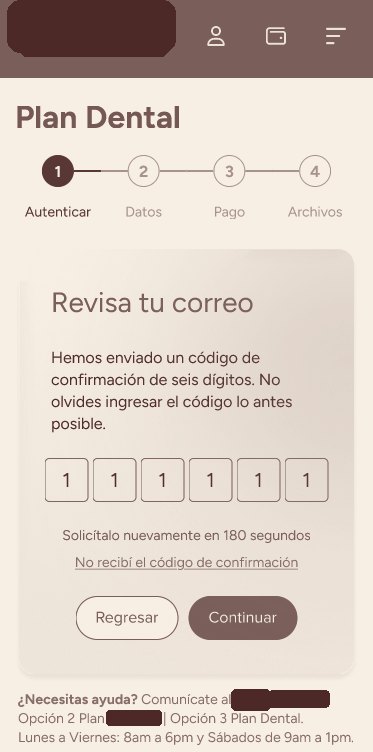 Plan Dental
1 2 3 4
Autenticar Datos Pago Archivos
Revisa tu correo
Hemos enviado un código de
confirmación de seis dígitos. No
olvides ingresar el código lo antes
posible.
1 1 1 1 1 1
Solicítalo nuevamente en 180 segundos
No recibí el código de confirmación
Regresar Continuar
¿Necesitas ayuda? Comunícate al
Opción 2 Plan | Opción 3 Plan Dental.
Lunes a Viernes: 8am a 6pm y Sábados de 9am a 1pm.